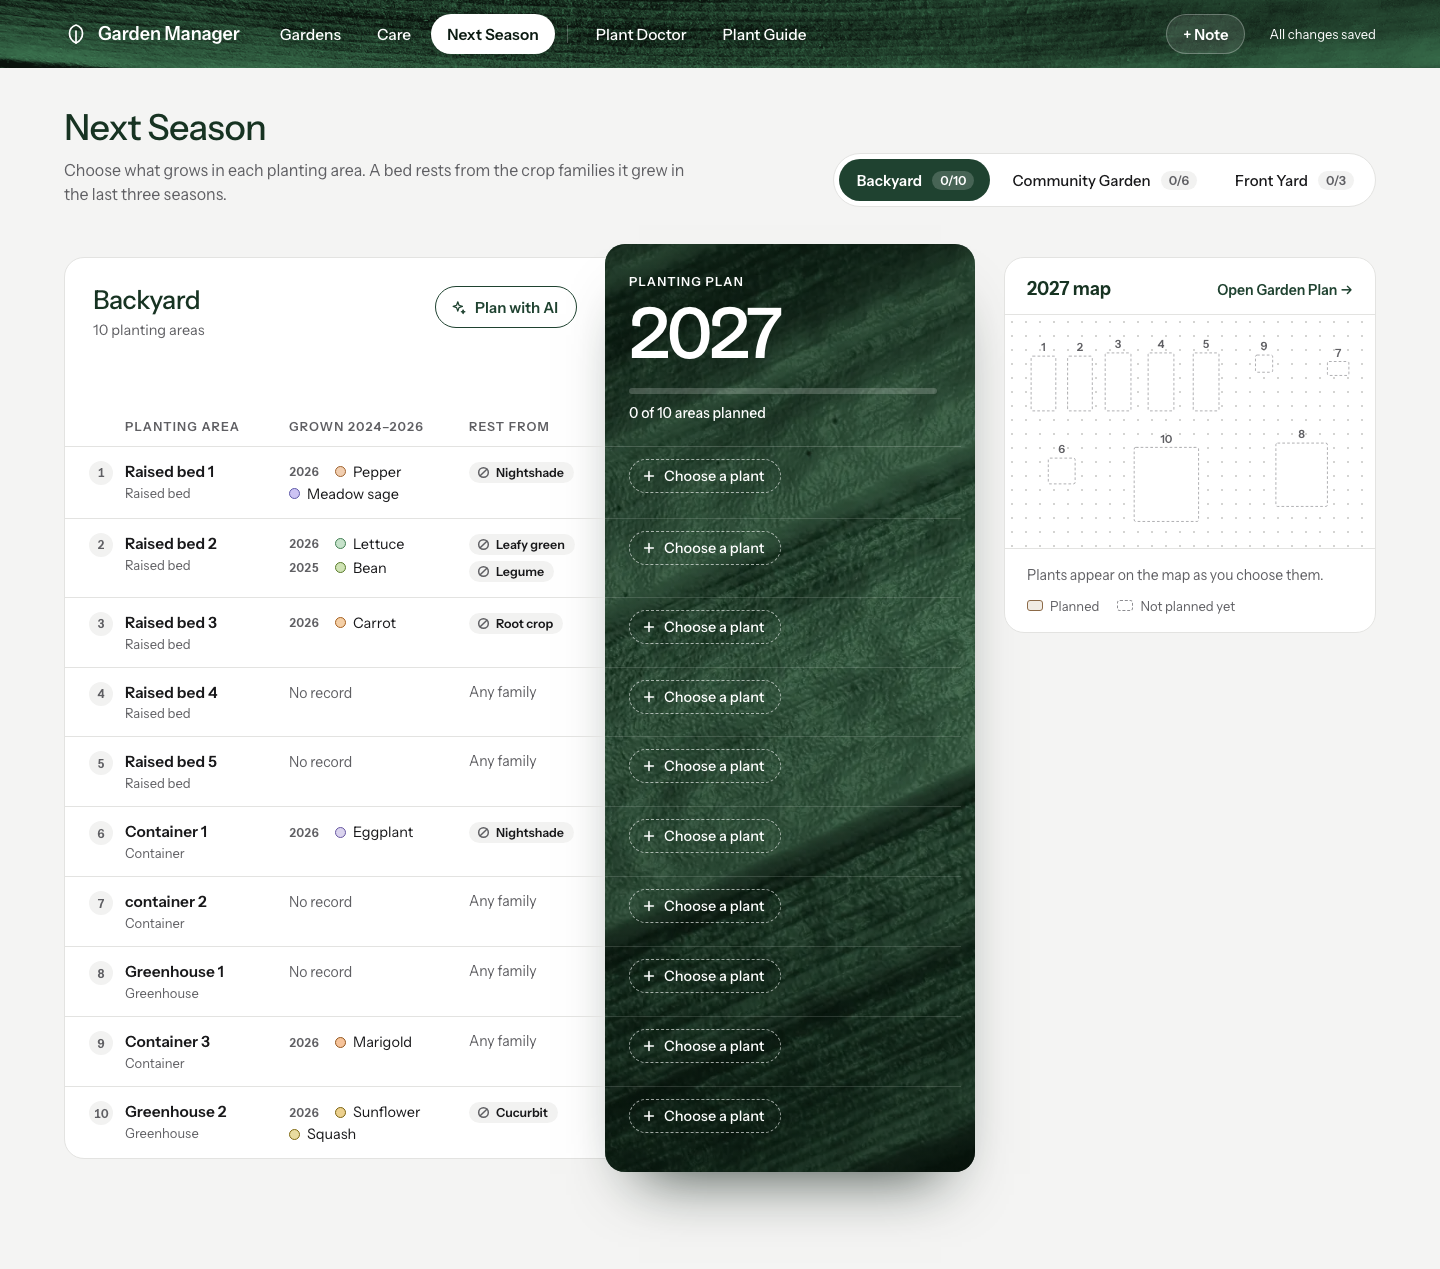 Garden Manager
Gardens
Care
Next Season
Plant Doctor
Plant Guide
+ Note
All changes saved
Next Season
Choose what grows in each planting area. A bed rests from the crop families it grew in
the last three seasons.
Backyard 0/10
Community Garden 0/6
Front Yard 0/3
Backyard
10 planting areas
Plan with AI
PLANTING PLAN
2027
0 of 10 areas planned
PLANTING AREA
GROWN 2024–2026
REST FROM
1 Raised bed 1 2026 Pepper Nightshade Choose a plant
Raised bed Meadow sage
2 Raised bed 2 2026 Lettuce Leafy green Choose a plant
Raised bed 2025 Bean Legume
3 Raised bed 3 2026 Carrot Root crop Choose a plant
Raised bed
4 Raised bed 4 No record Any family Choose a plant
Raised bed
5 Raised bed 5 No record Any family Choose a plant
Raised bed
6 Container 1 2026 Eggplant Nightshade Choose a plant
Container
7 container 2 No record Any family Choose a plant
Container
8 Greenhouse 1 No record Any family Choose a plant
Greenhouse
9 Container 3 2026 Marigold Any family Choose a plant
Container
10 Greenhouse 2 2026 Sunflower Cucurbit Choose a plant
Greenhouse Squash
2027 map
Open Garden Plan →
1 2 3 4 5 9 7
6 10 8
Plants appear on the map as you choose them.
Planned
Not planned yet